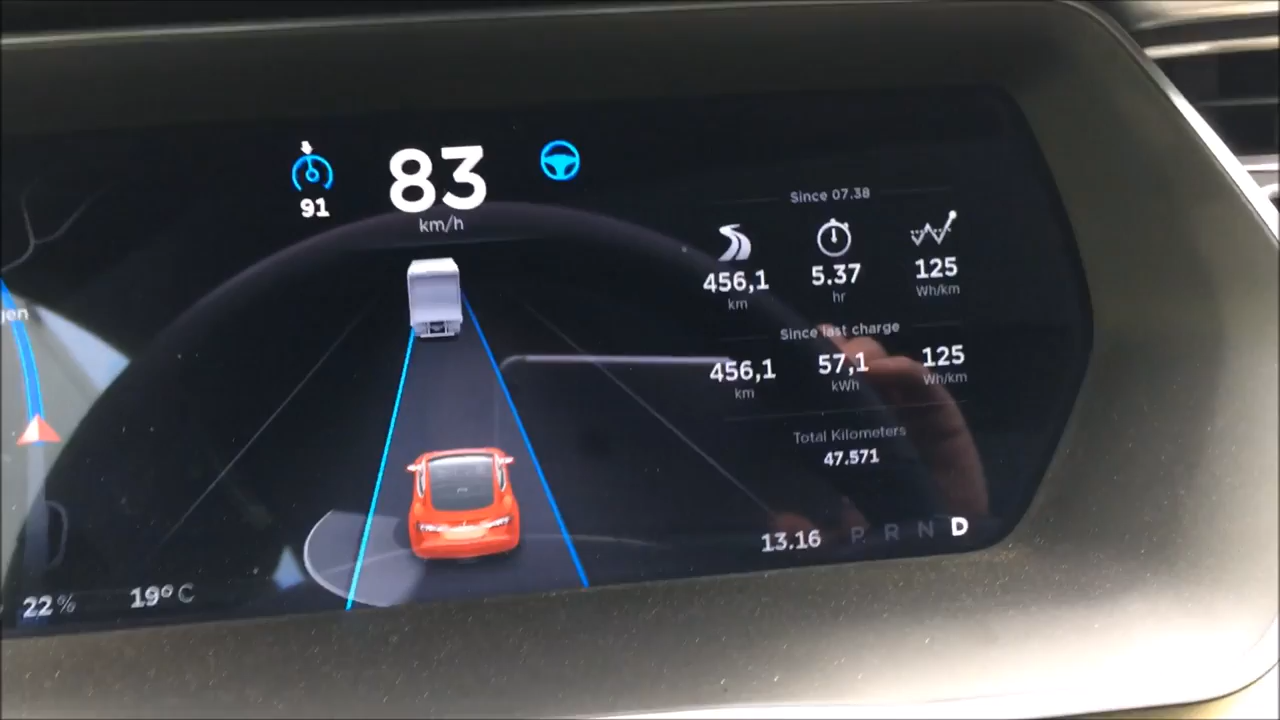 91
83
km/h
Since 07.38
456,1 5.37 125
km hr Wh/km
Since last charge
456,1 57,1 125
km kWh Wh/km
Total Kilometers
47.571
jen
22 % 19° C
13.16 P R N D